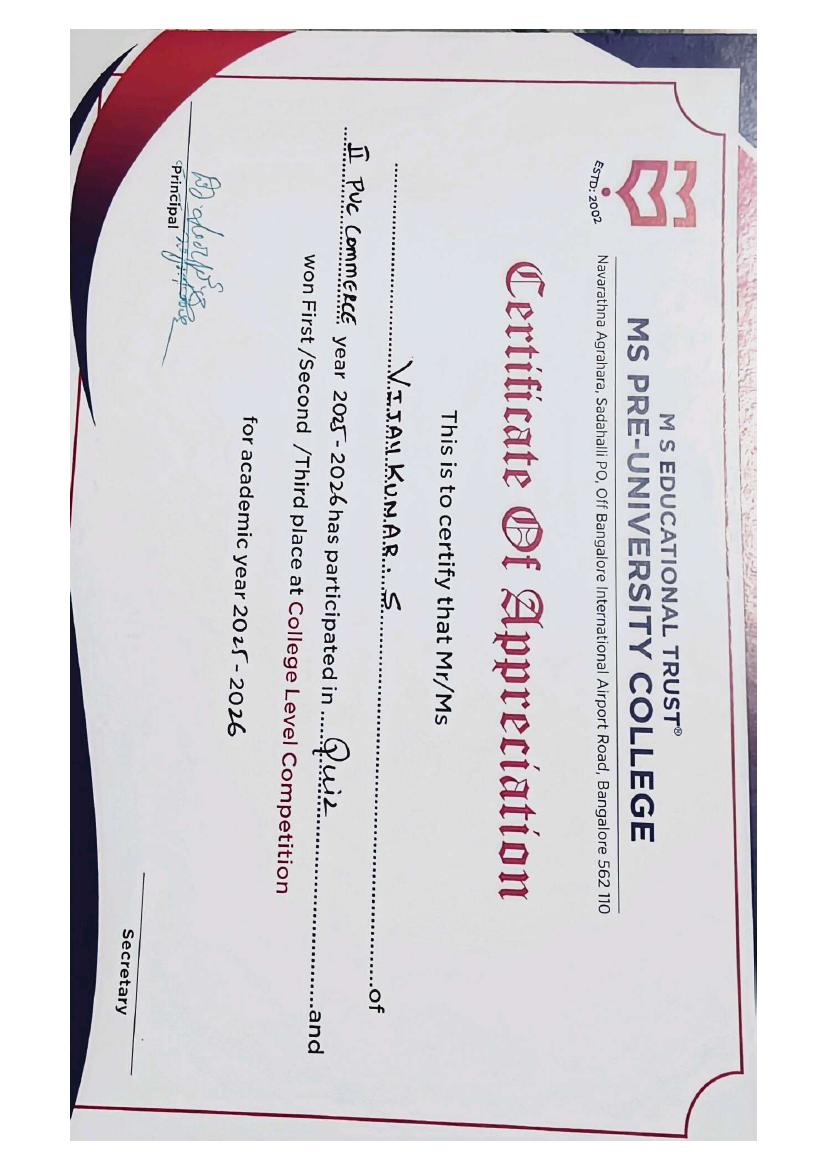 M S EDUCATIONAL TRUST®
MS PRE-UNIVERSITY COLLEGE
Navarathna Agrahara, Sadahalli PO, Off Bangalore International Airport Road, Bangalore 562 110
ESTD: 2002
Certificate Of Appreciation
This is to certify that Mr/Ms
VIJAY KUMAR. S of
II PUC COMMERCE year 2025-2026 has participated in Quiz and
won First /Second /Third place at College Level Competition
for academic year 2025-2026
Principal
Secretary